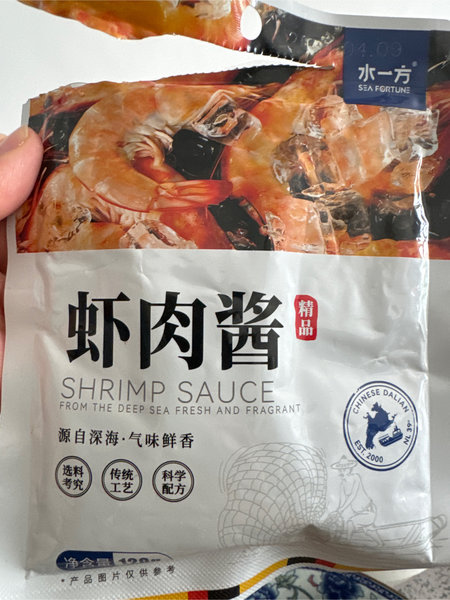 水一方®
SEA FORTUNE
虾肉酱
精品
SHRIMP SAUCE
FROM THE DEEP SEA FRESH AND FRAGRANT
源自深海·气味鲜香
CHINESE DALIAN
EST 2000
选料 传统 科学
考究 工艺 配方
净含量
*产品图片仅供参考